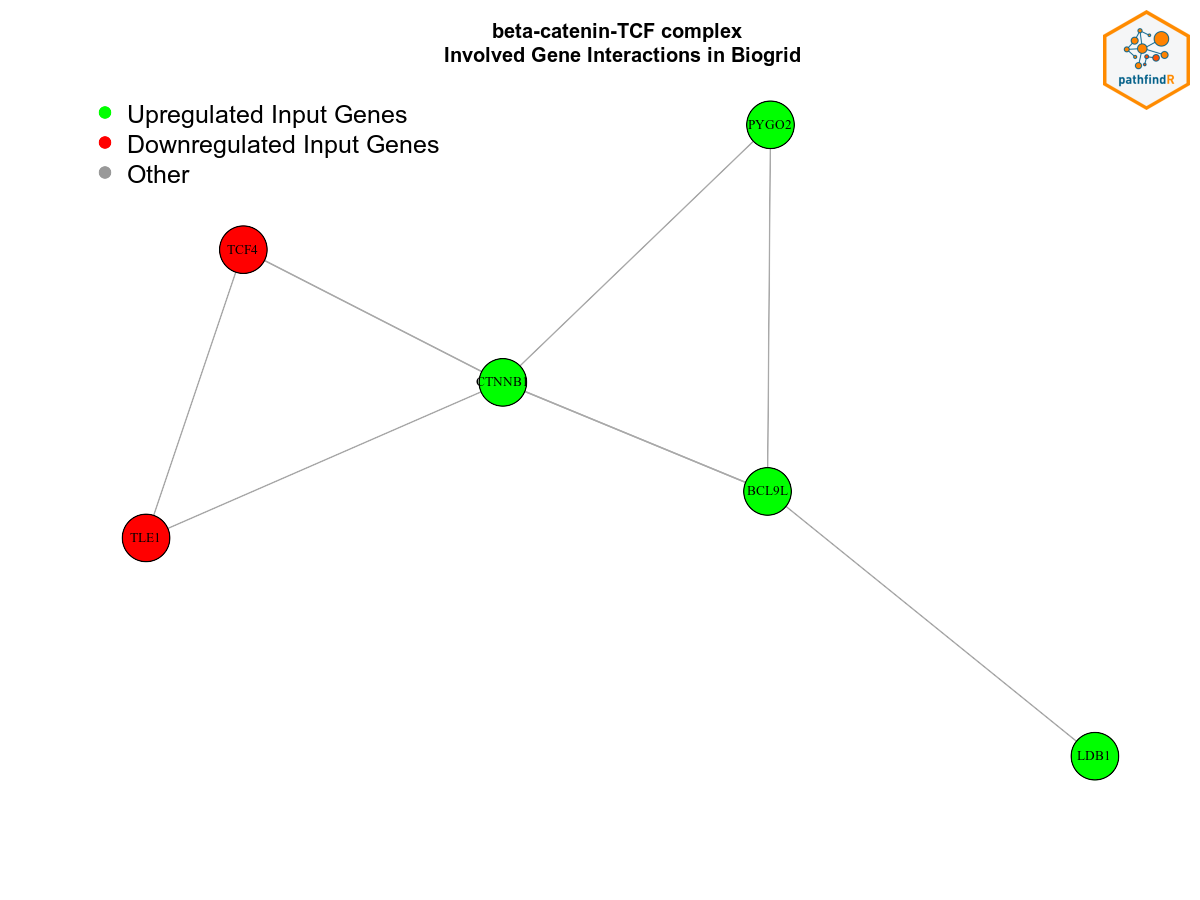 beta-catenin-TCF complex
Involved Gene Interactions in Biogrid
pathfindR
Upregulated Input Genes
Downregulated Input Genes
Other
PYGO2
TCF4
CTNNB1
BCL9L
TLE1
LDB1